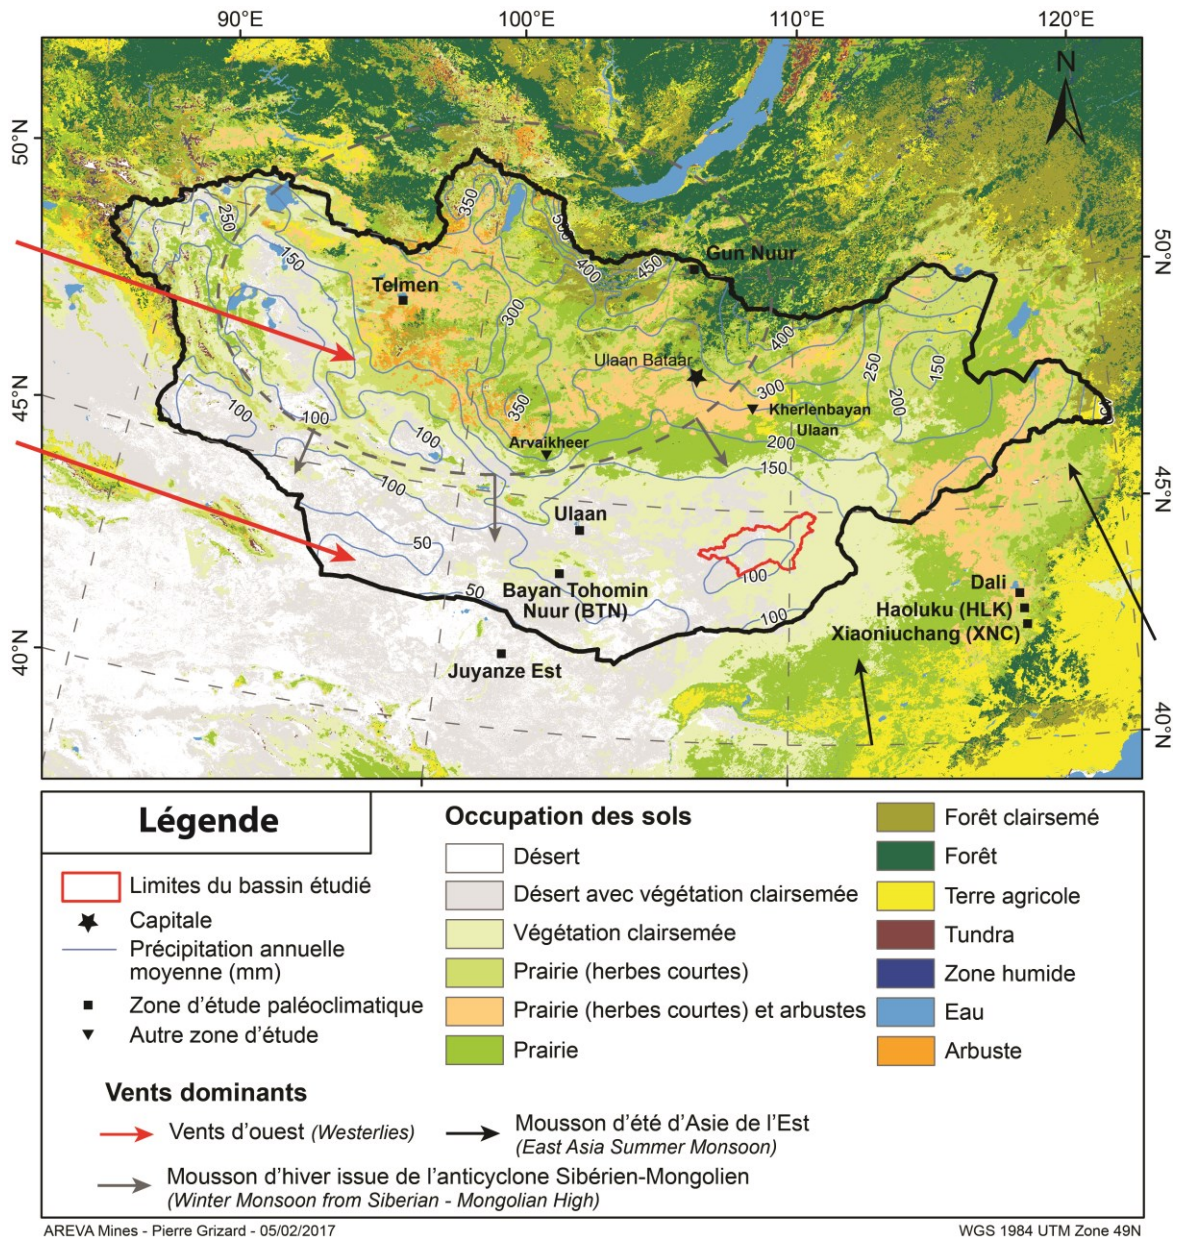 90°E 100°E 110°E 120°E
N
50°N
50°N
45°N
45°N
40°N
40°N
250
350
500
150
400
450
Gun Nuur
Telmen
300
400
Ulaan Bataar
250
150
300
200
100
100
350
100
Kherlenbayan
Ulaan
Arvaikheer
200
150
100
Ulaan
50
100
50
Bayan Tohomin
Nuur (BTN)
100
Dali
Haoluku (HLK)
Xiaoniuchang (XNC)
Juyanze Est
Légende
Limites du bassin étudié
Capitale
Précipitation annuelle
moyenne (mm)
Zone d'étude paléoclimatique
Autre zone d'étude
Occupation des sols
Désert
Désert avec végétation clairsemée
Végétation clairsemée
Prairie (herbes courtes)
Prairie (herbes courtes) et arbustes
Prairie
Forêt clairsemé
Forêt
Terre agricole
Tundra
Zone humide
Eau
Arbuste
Vents dominants
Vents d'ouest (Westerlies)
Mousson d'été d'Asie de l'Est
(East Asia Summer Monsoon)
Mousson d'hiver issue de l'anticyclone Sibérien-Mongolien
(Winter Monsoon from Siberian - Mongolian High)
AREVA Mines - Pierre Grizard - 05/02/2017
WGS 1984 UTM Zone 49N